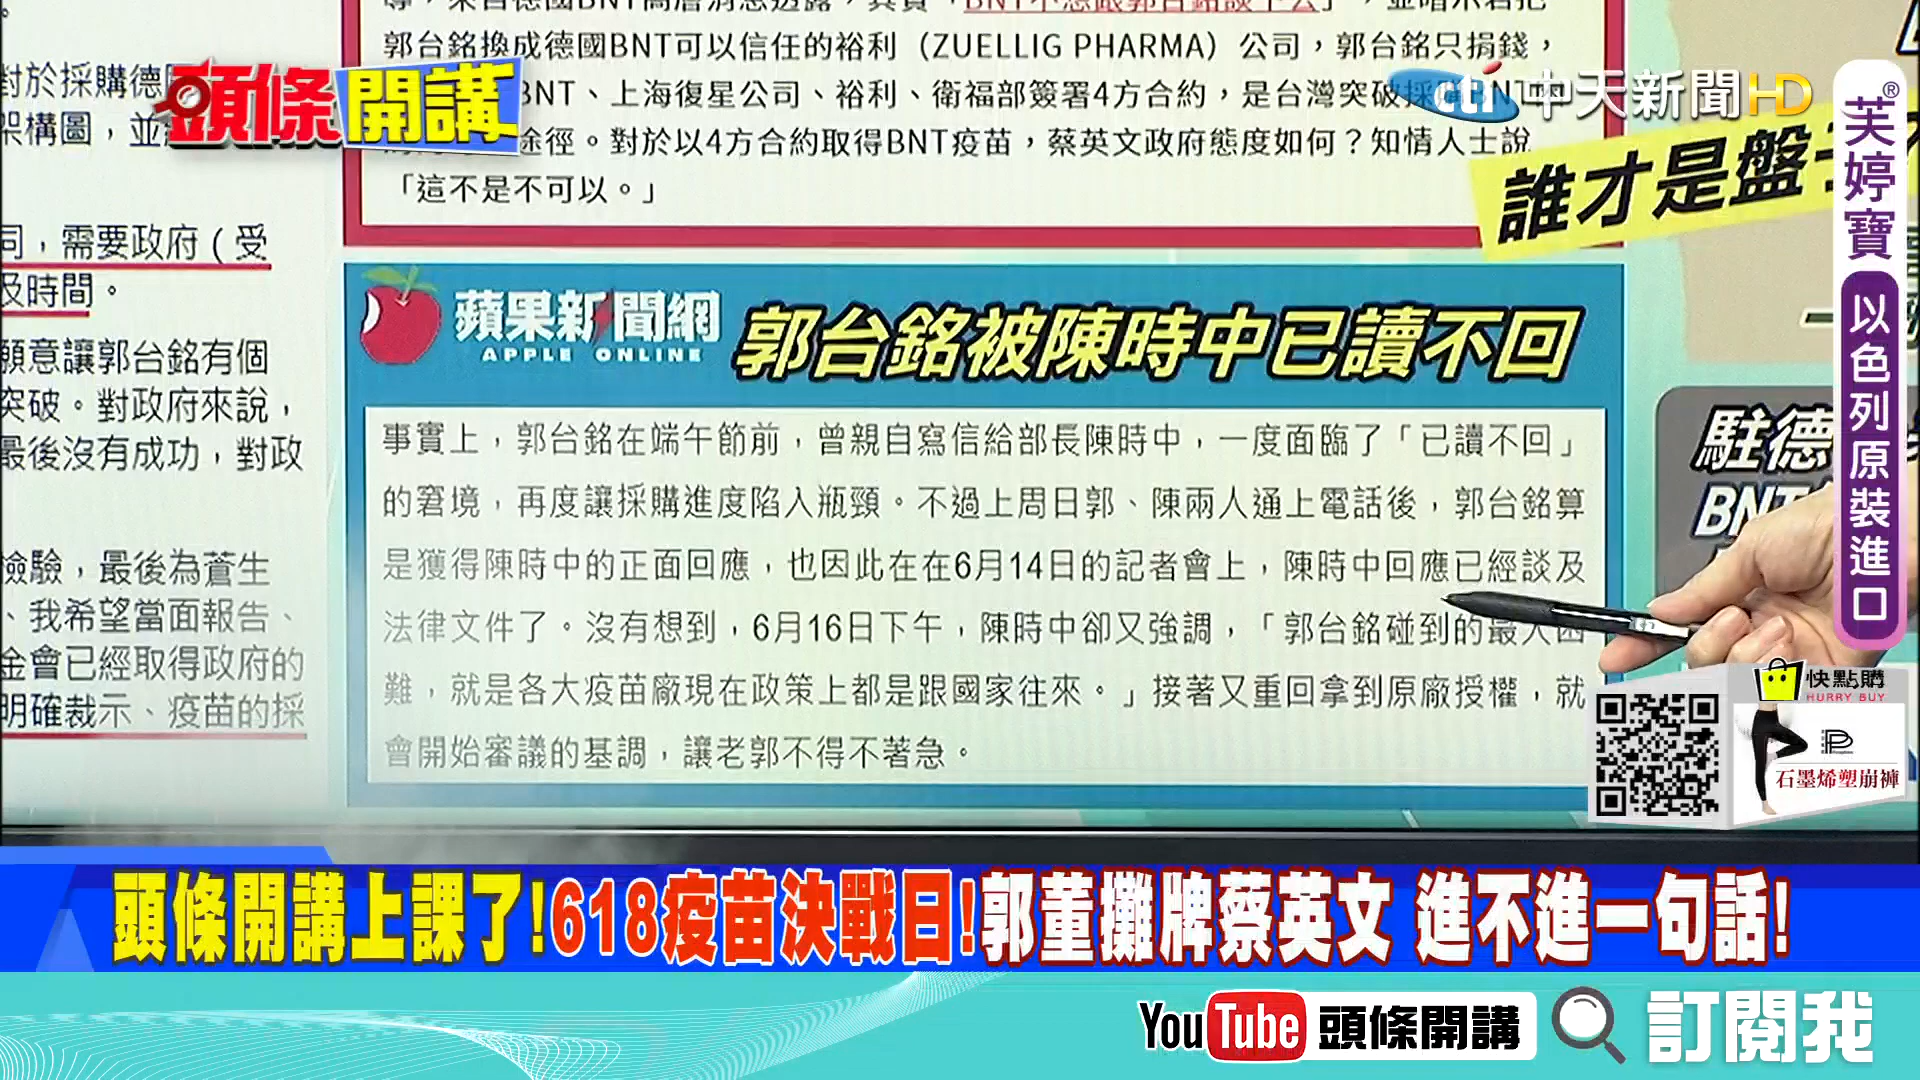 郭台銘換成德國BNT可以信任的裕利（ZUELLIG PHARMA）公司，郭台銘只捐錢，
BNT、上海復星公司、裕利、衛福部簽署4方合約，是台灣突破採購BNT
途徑。對於以4方合約取得BNT疫苗，蔡英文政府態度如何？知情人士說
「這不是不可以。」
頭條開講
中天新聞HD
誰才是盤
對於採購德
架構圖，並
司，需要政府（受
及時間。
願意讓郭台銘有個
突破。對政府來說，
最後沒有成功，對政
檢驗，最後為蒼生
、我希望當面報告、
金會已經取得政府的
明確裁示、疫苗的採
蘋果新聞網
APPLE ONLINE
郭台銘被陳時中已讀不回
事實上，郭台銘在端午節前，曾親自寫信給部長陳時中，一度面臨了「已讀不回」
的窘境，再度讓採購進度陷入瓶頸。不過上周日郭、陳兩人通上電話後，郭台銘算
是獲得陳時中的正面回應，也因此在在6月14日的記者會上，陳時中回應已經談及
法律文件了。沒有想到，6月16日下午，陳時中卻又強調，「郭台銘碰到的最大困
難，就是各大疫苗廠現在政策上都是跟國家往來。」接著又重回拿到原廠授權，就
會開始審議的基調，讓老郭不得不著急。
駐德
BNT
芙婷寶®
以色列原裝進口
快點購
HURRY BUY
石墨烯塑崩褲
頭條開講上課了!618疫苗決戰日!郭董攤牌蔡英文 進不進一句話!
YouTube 頭條開講 訂閱我